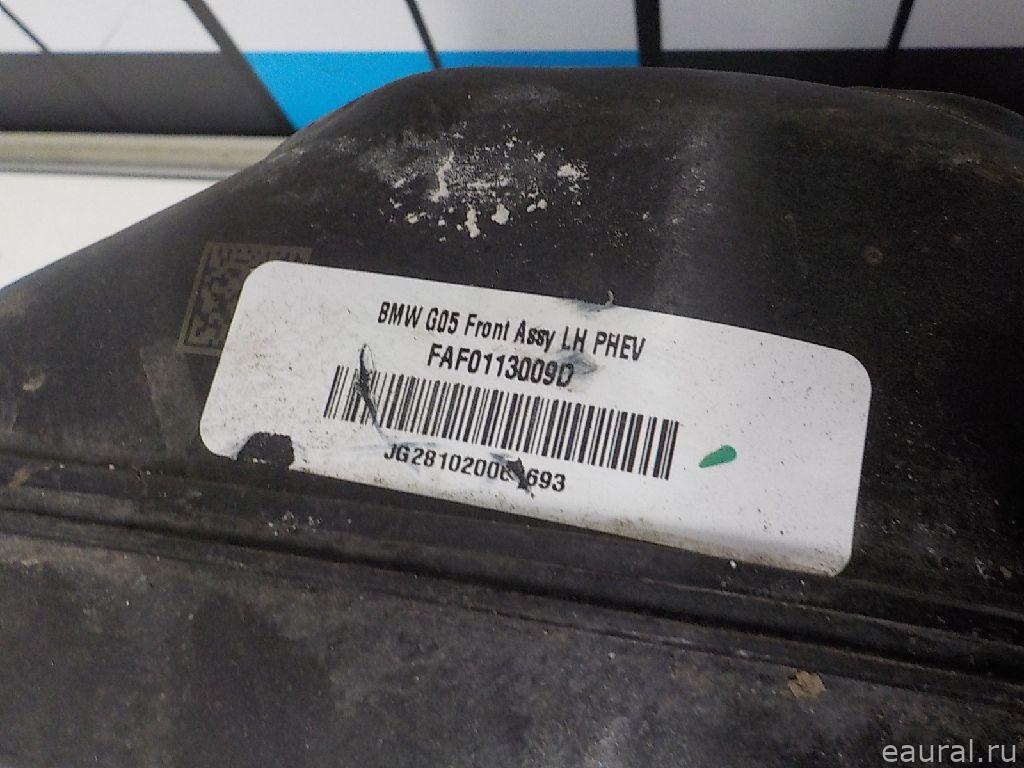 BMW G05 Front Assy LH PHEV
FAF0113009D
eaural.ru